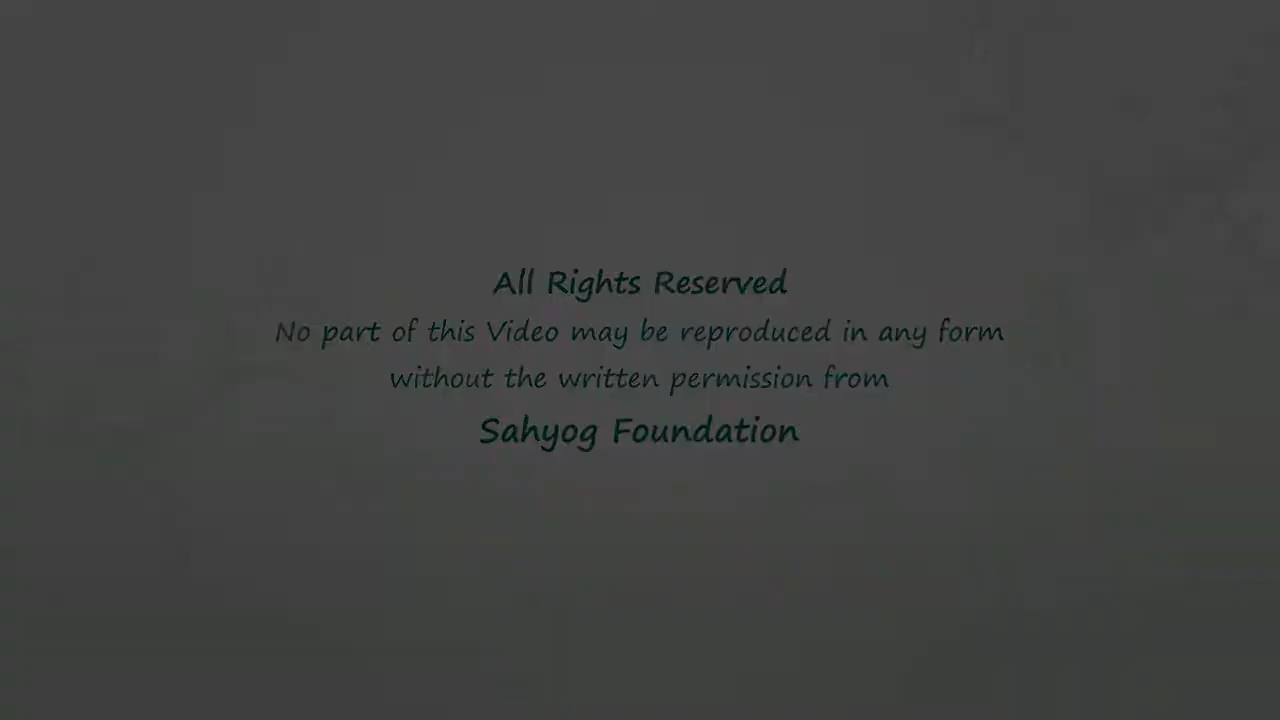 All Rights Reserved
No part of this Video may be reproduced in any form
without the written permission from
Sahyog Foundation